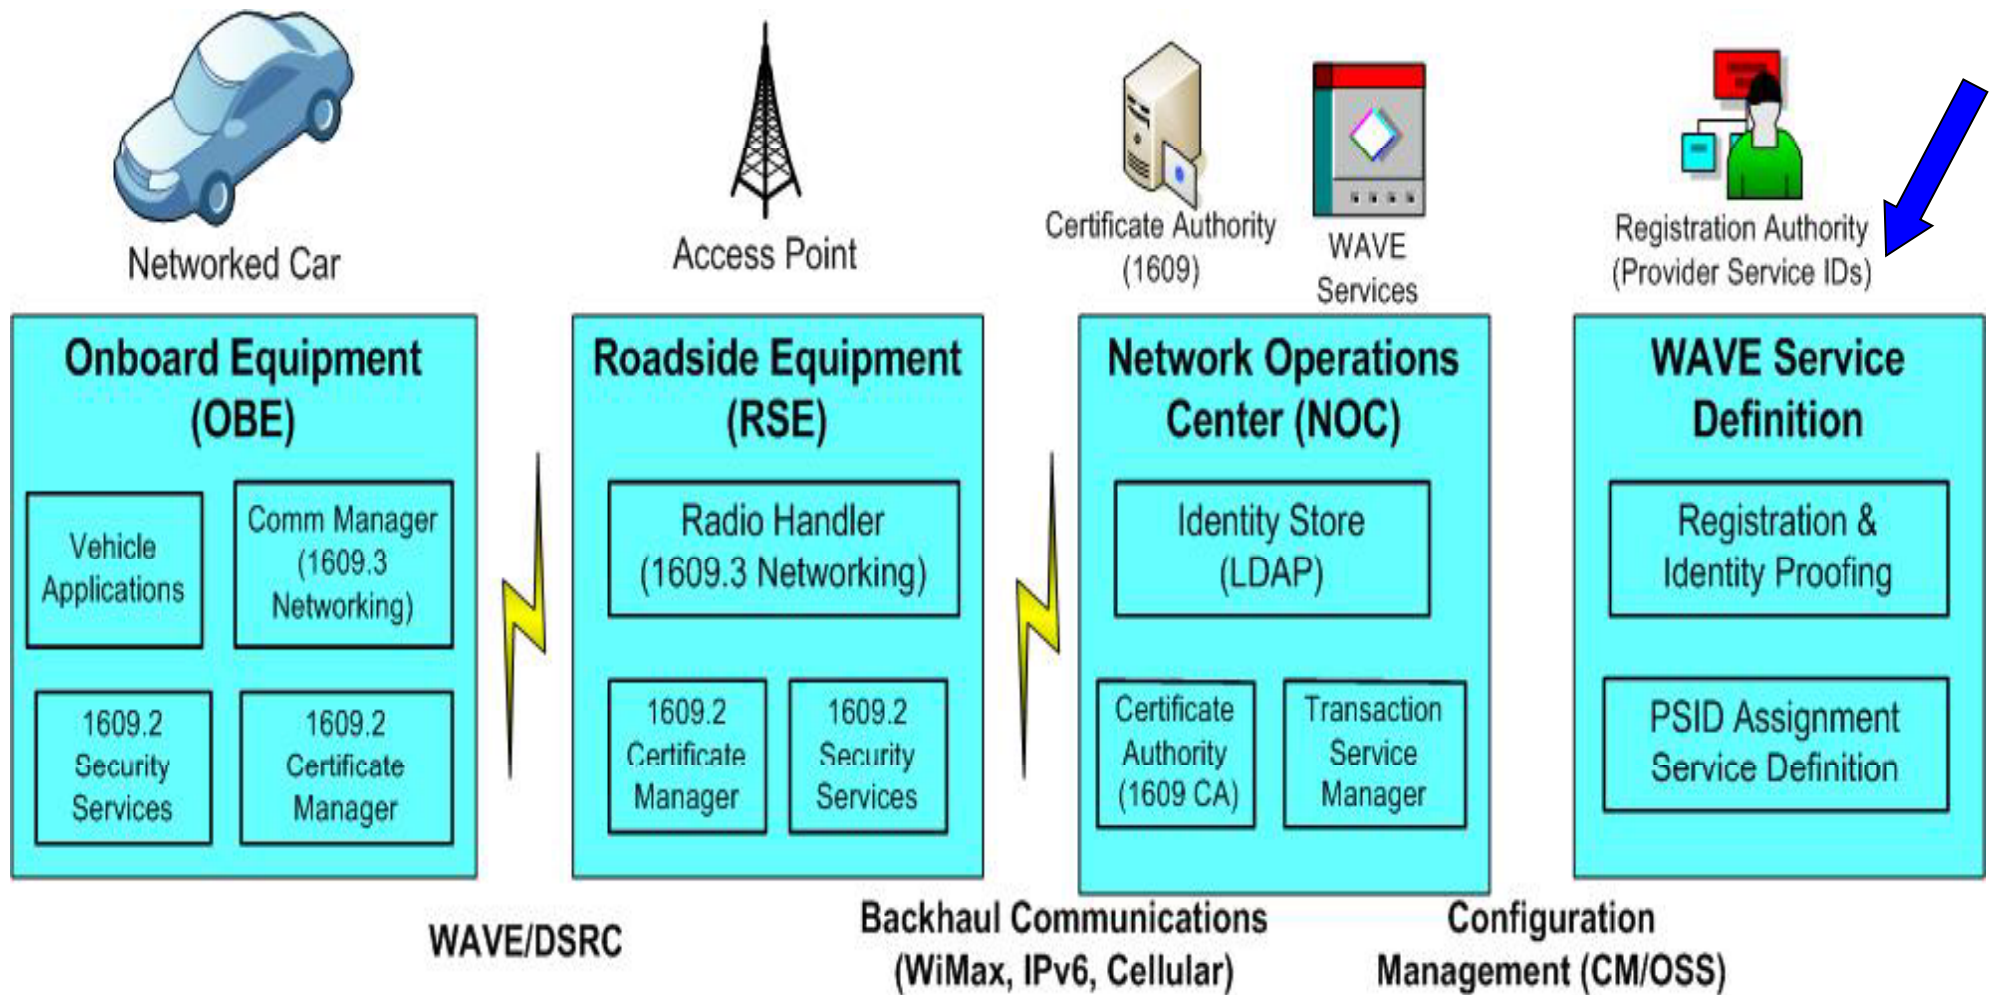 Networked Car
Access Point
Certificate Authority
(1609)
WAVE
Services
Registration Authority
(Provider Service IDs)
Onboard Equipment
(OBE)
Vehicle
Applications
Comm Manager
(1609.3
Networking)
1609.2
Security
Services
1609.2
Certificate
Manager
Roadside Equipment
(RSE)
Radio Handler
(1609.3 Networking)
1609.2
Certificate
Manager
1609.2
Security
Services
Network Operations
Center (NOC)
Identity Store
(LDAP)
Certificate
Authority
(1609 CA)
Transaction
Service
Manager
WAVE Service
Definition
Registration &
Identity Proofing
PSID Assignment
Service Definition
WAVE/DSRC
Backhaul Communications
(WiMax, IPv6, Cellular)
Configuration
Management (CM/OSS)